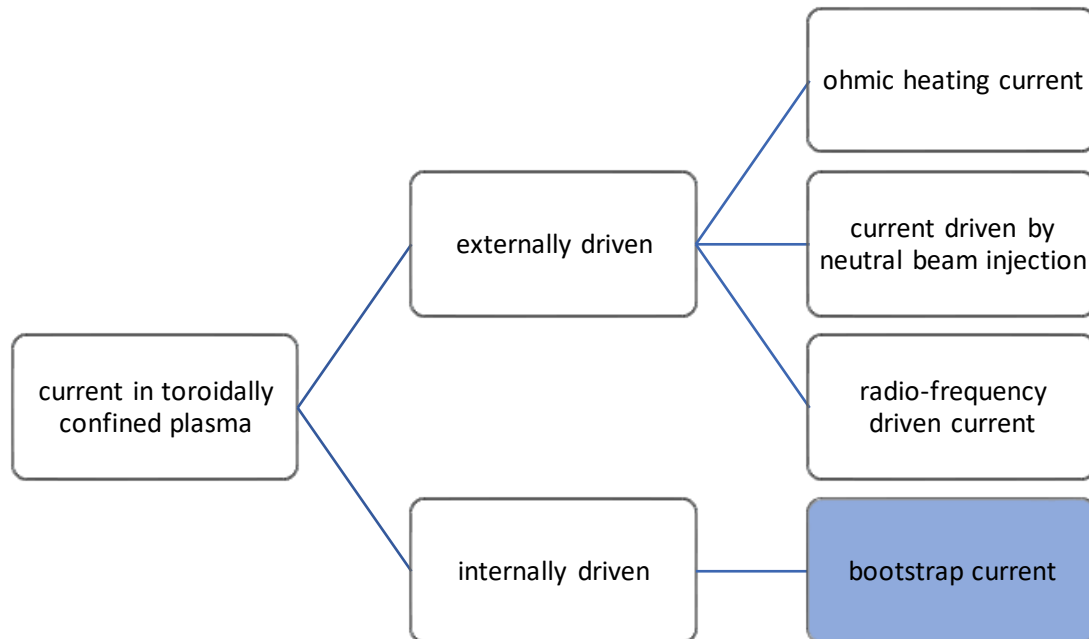 ohmic heating current
externally driven
current driven by
neutral beam injection
current in toroidally
confined plasma
radio-frequency
driven current
internally driven
bootstrap current